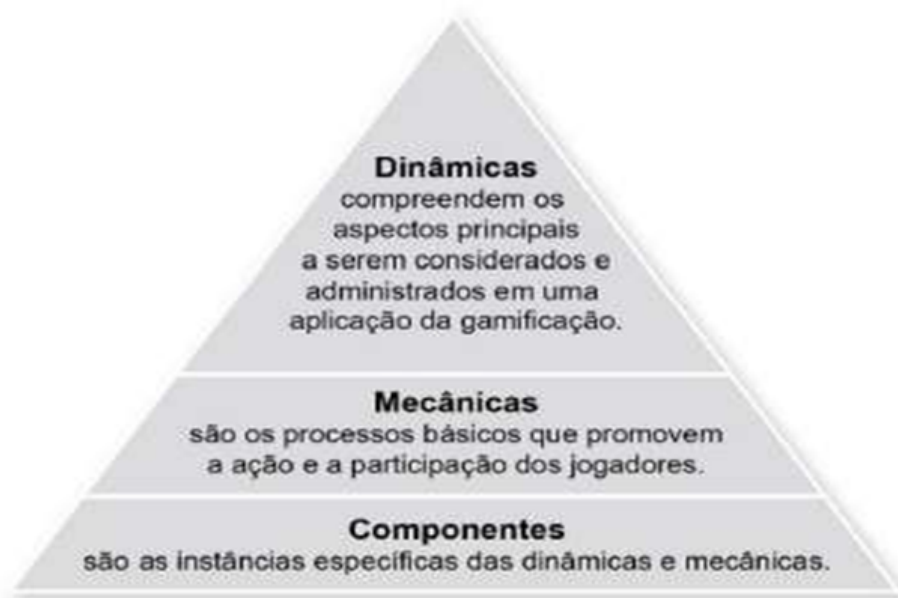 Dinâmicas
compreendem os
aspectos principais
a serem considerados e
administrados em uma
aplicação da gamificação.
Mecânicas
são os processos básicos que promovem
a ação e a participação dos jogadores.
Componentes
são as instâncias específicas das dinâmicas e mecânicas.